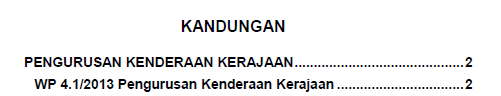 KANDUNGAN
PENGURUSAN KENDERAAN KERAJAAN................................................2
WP 4.1/2013 Pengurusan Kenderaan Kerajaan ................................2